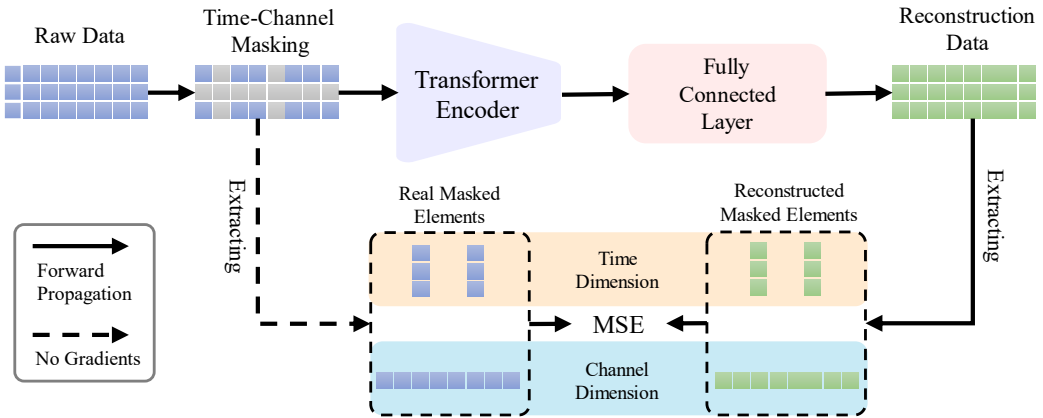 Raw Data
Time-Channel
Masking
Transformer
Encoder
Fully
Connected
Layer
Reconstruction
Data
Extracting
Extracting
Real Masked
Elements
Reconstructed
Masked Elements
Time
Dimension
MSE
Channel
Dimension
Forward
Propagation
No Gradients